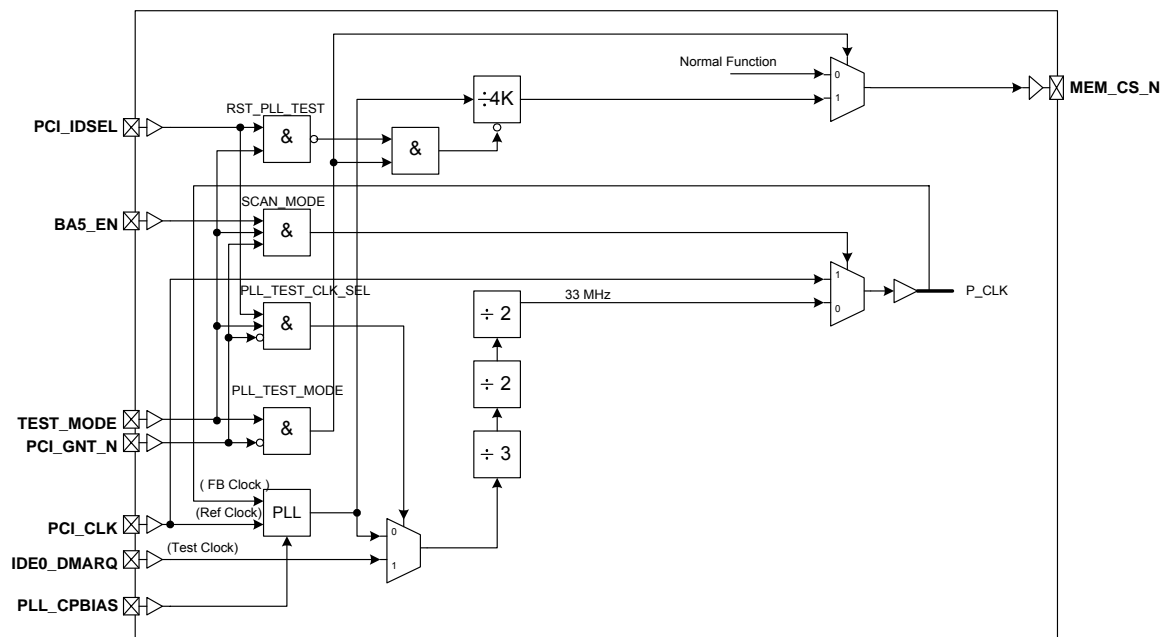 Normal Function
0
1
MEM_CS_N
÷4K
RST_PLL_TEST
PCI_IDSEL
&
&
SCAN_MODE
BA5_EN
&
1
0
P_CLK
33 MHz
PLL_TEST_CLK_SEL
&
÷ 2
÷ 2
PLL_TEST_MODE
TEST_MODE
&
PCI_GNT_N
÷ 3
( FB Clock )
(Ref Clock)
PLL
PCI_CLK
0
1
(Test Clock)
IDE0_DMARQ
PLL_CPBIAS